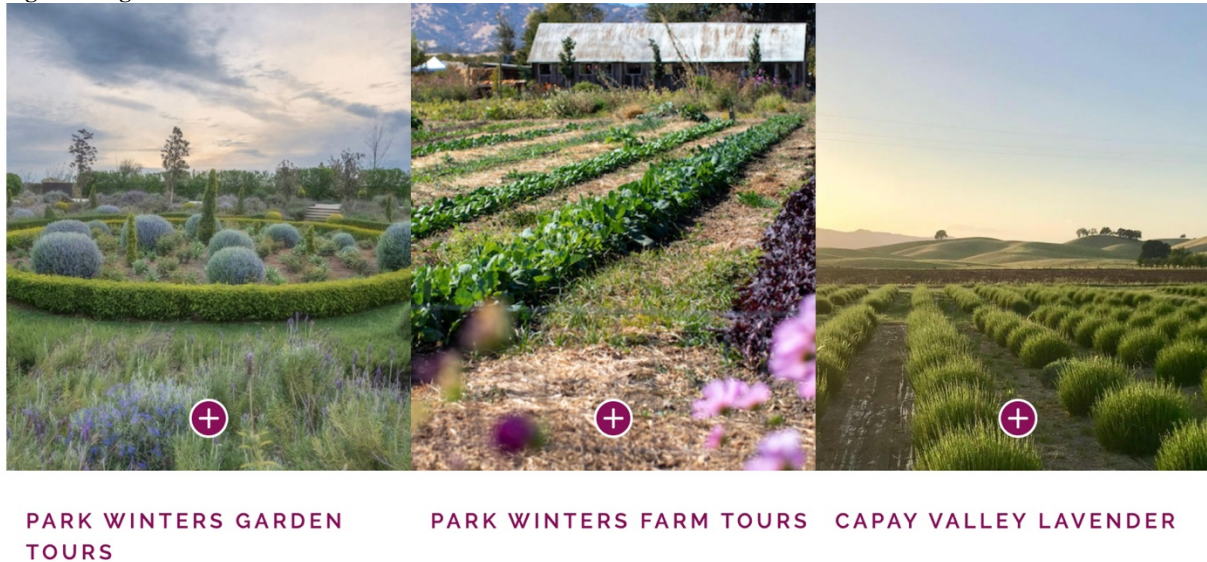 PARK WINTERS GARDEN
TOURS
PARK WINTERS FARM TOURS
CAPAY VALLEY LAVENDER